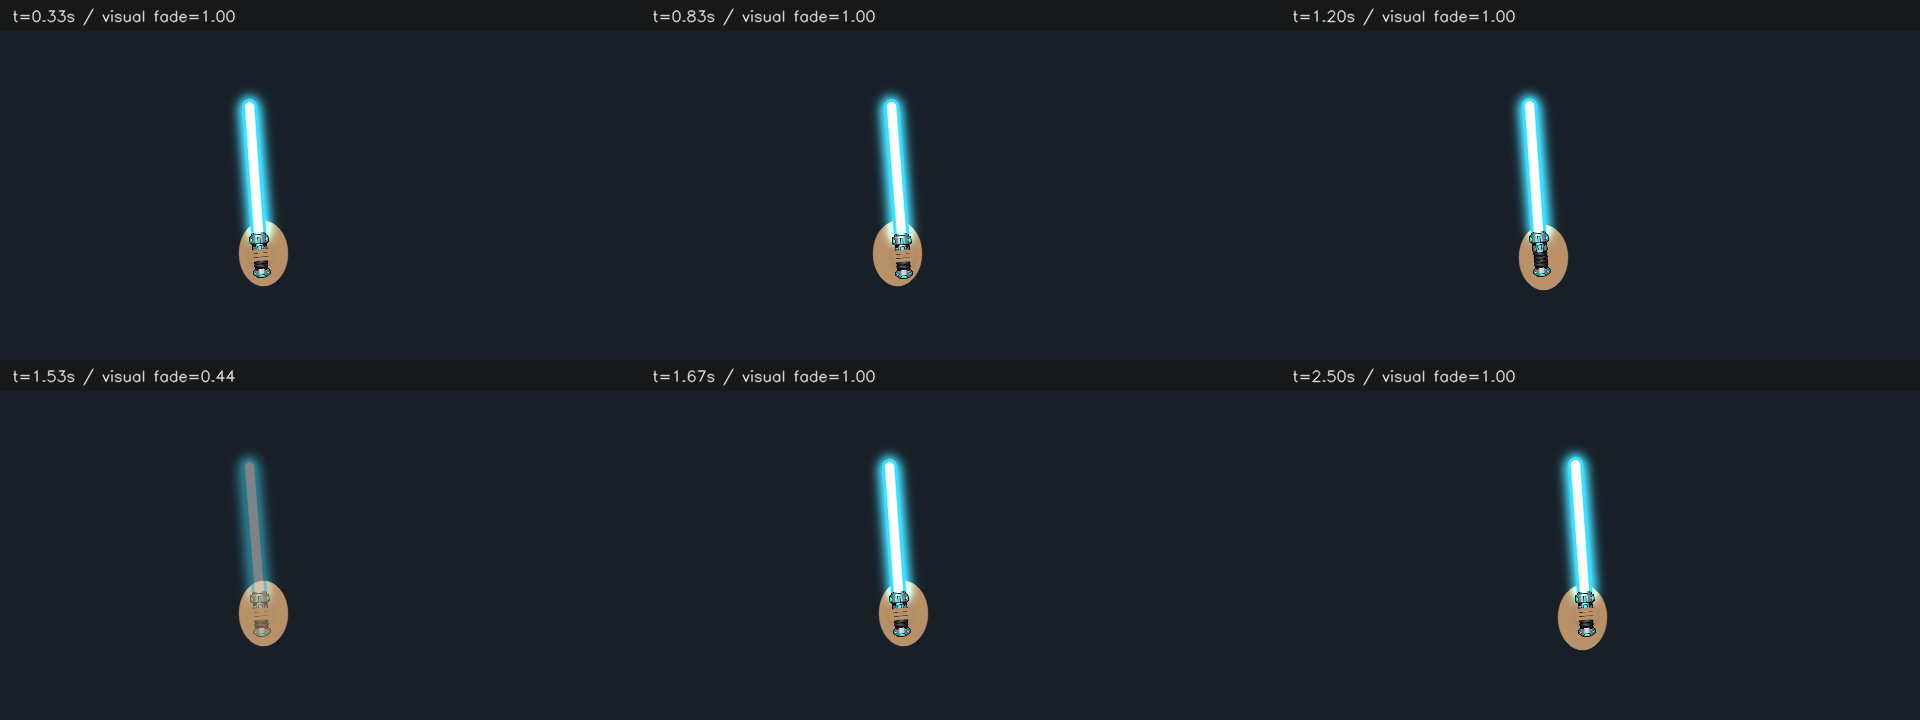 t=0.33s / visual fade=1.00
t=0.83s / visual fade=1.00
t=1.20s / visual fade=1.00
t=1.53s / visual fade=0.44
t=1.67s / visual fade=1.00
t=2.50s / visual fade=1.00